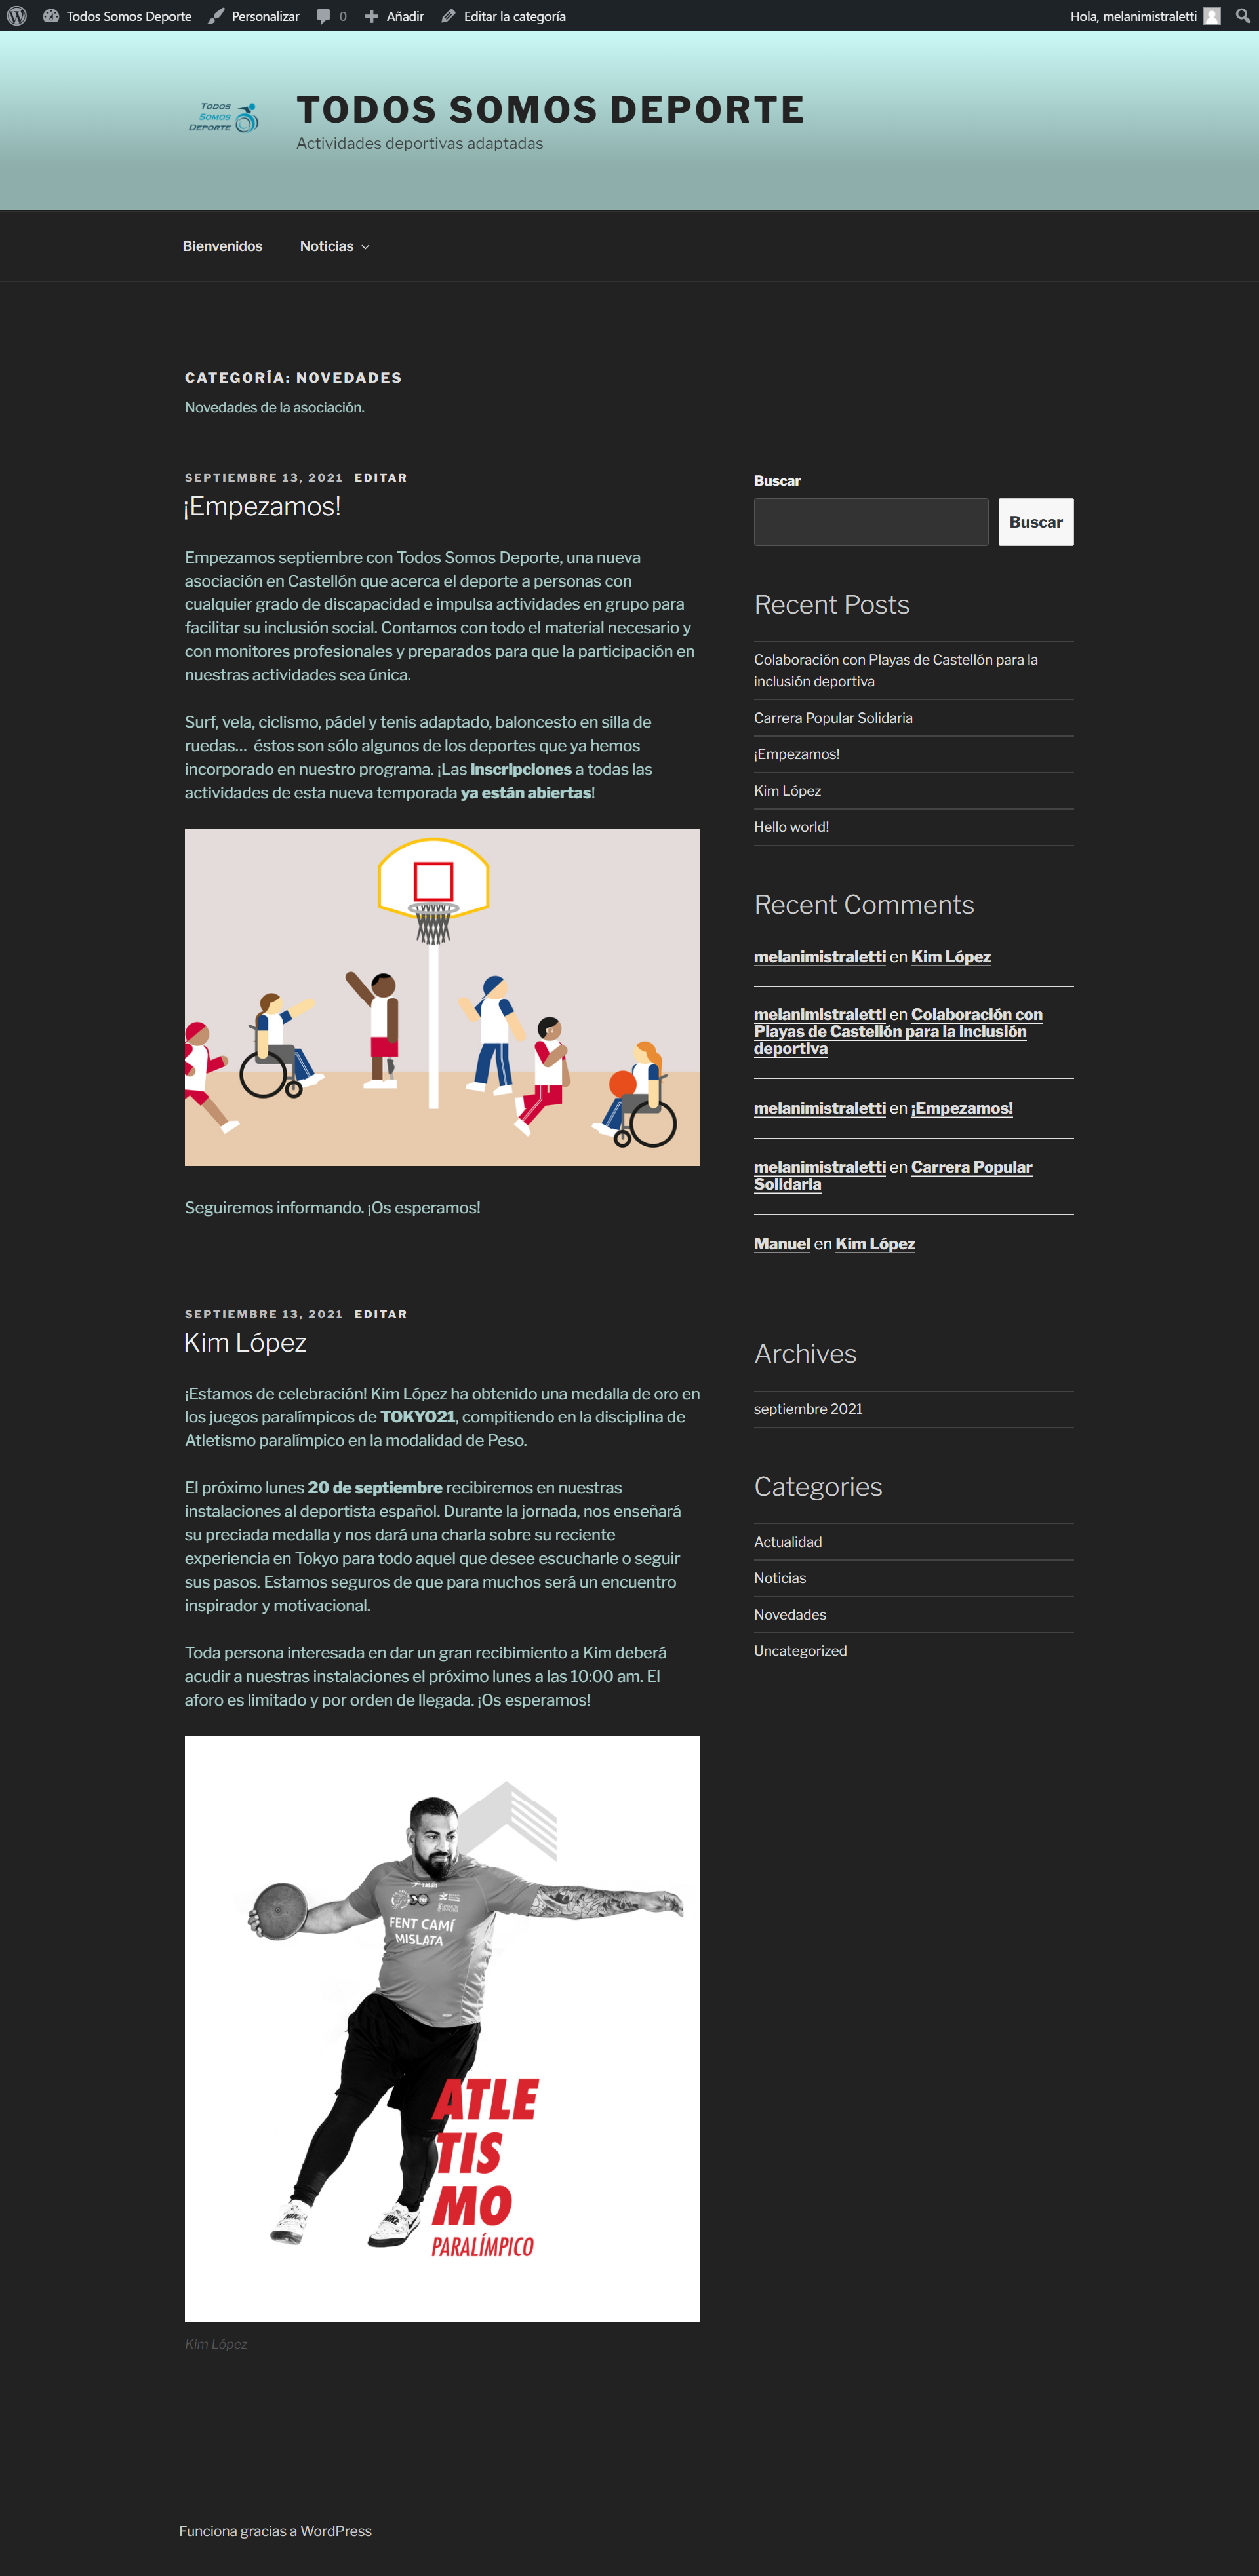 Todos Somos Deporte Personalizar 0 Añadir Editar la categoría Hola, melanimistraletti
TODOS
SOMOS
DEPORTE
TODOS SOMOS DEPORTE
Actividades deportivas adaptadas
Bienvenidos Noticias
CATEGORÍA: NOVEDADES
Novedades de la asociación.
SEPTIEMBRE 13, 2021 EDITAR
¡Empezamos!
Empezamos septiembre con Todos Somos Deporte, una nueva
asociación en Castellón que acerca el deporte a personas con
cualquier grado de discapacidad e impulsa actividades en grupo para
facilitar su inclusión social. Contamos con todo el material necesario y
con monitores profesionales y preparados para que la participación en
nuestras actividades sea única.
Surf, vela, ciclismo, pádel y tenis adaptado, baloncesto en silla de
ruedas… éstos son sólo algunos de los deportes que ya hemos
incorporado en nuestro programa. ¡Las inscripciones a todas las
actividades de esta nueva temporada ya están abiertas!
Seguiremos informando. ¡Os esperamos!
SEPTIEMBRE 13, 2021 EDITAR
Kim López
¡Estamos de celebración! Kim López ha obtenido una medalla de oro en
los juegos paralímpicos de TOKYO21, compitiendo en la disciplina de
Atletismo paralímpico en la modalidad de Peso.
El próximo lunes 20 de septiembre recibiremos en nuestras
instalaciones al deportista español. Durante la jornada, nos enseñará
su preciada medalla y nos dará una charla sobre su reciente
experiencia en Tokyo para todo aquel que desee escucharle o seguir
sus pasos. Estamos seguros de que para muchos será un encuentro
inspirador y motivacional.
Toda persona interesada en dar un gran recibimiento a Kim deberá
acudir a nuestras instalaciones el próximo lunes a las 10:00 am. El
aforo es limitado y por orden de llegada. ¡Os esperamos!
FENT CAMÍ
MISLATA
ATLE
TIS
MO
PARALÍMPICO
Kim López
Buscar
Buscar
Recent Posts
Colaboración con Playas de Castellón para la
inclusión deportiva
Carrera Popular Solidaria
¡Empezamos!
Kim López
Hello world!
Recent Comments
melanimistraletti en Kim López
melanimistraletti en Colaboración con
Playas de Castellón para la inclusión
deportiva
melanimistraletti en ¡Empezamos!
melanimistraletti en Carrera Popular
Solidaria
Manuel en Kim López
Archives
septiembre 2021
Categories
Actualidad
Noticias
Novedades
Uncategorized
Funciona gracias a WordPress